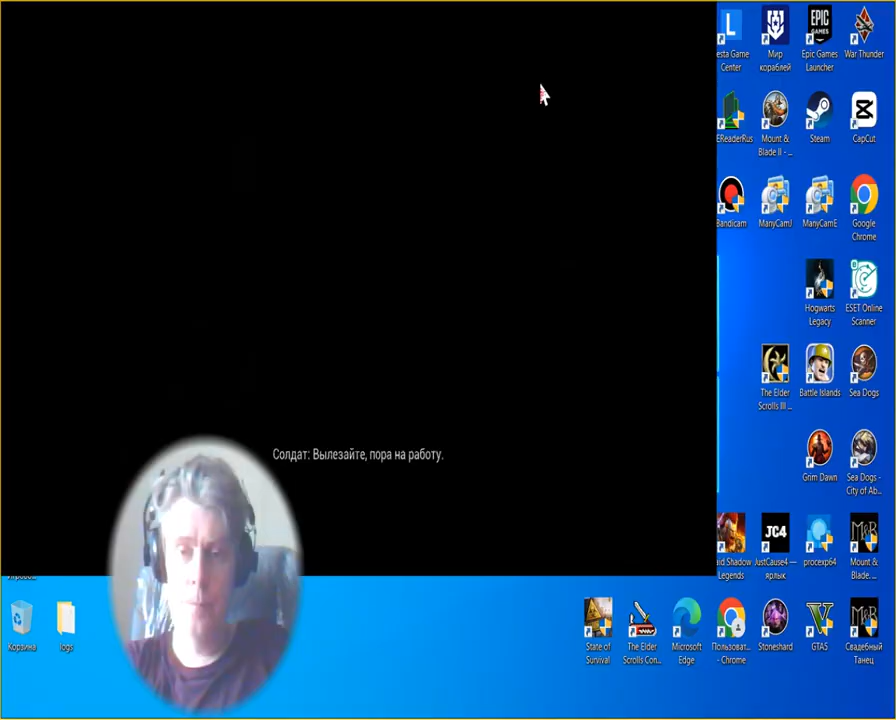 esta Game
Center
Мир
кораблей
Epic Games
Launcher
War Thunder
EReaderRus
Mount &
Blade II - ...
Steam
CapCut
Bandicam
ManyCamJ
ManyCamE
Google
Chrome
Hogwarts
Legacy
ESET Online
Scanner
The Elder
Scrolls III ...
Battle Islands
Sea Dogs
Солдат: Вылезайте, пора на работу.
Grim Dawn
Sea Dogs
- City of Ab...
aid Shadow
Legends
JC4
JustCause4 —
ярлык
procexp64
Mount &
Blade. ...
Корзина
logs
State of
Survival
The Elder
Scrolls Con...
Microsoft
Edge
Пользоват...
- Chrome
Stoneshard
GTA5
Свадебный
Танец